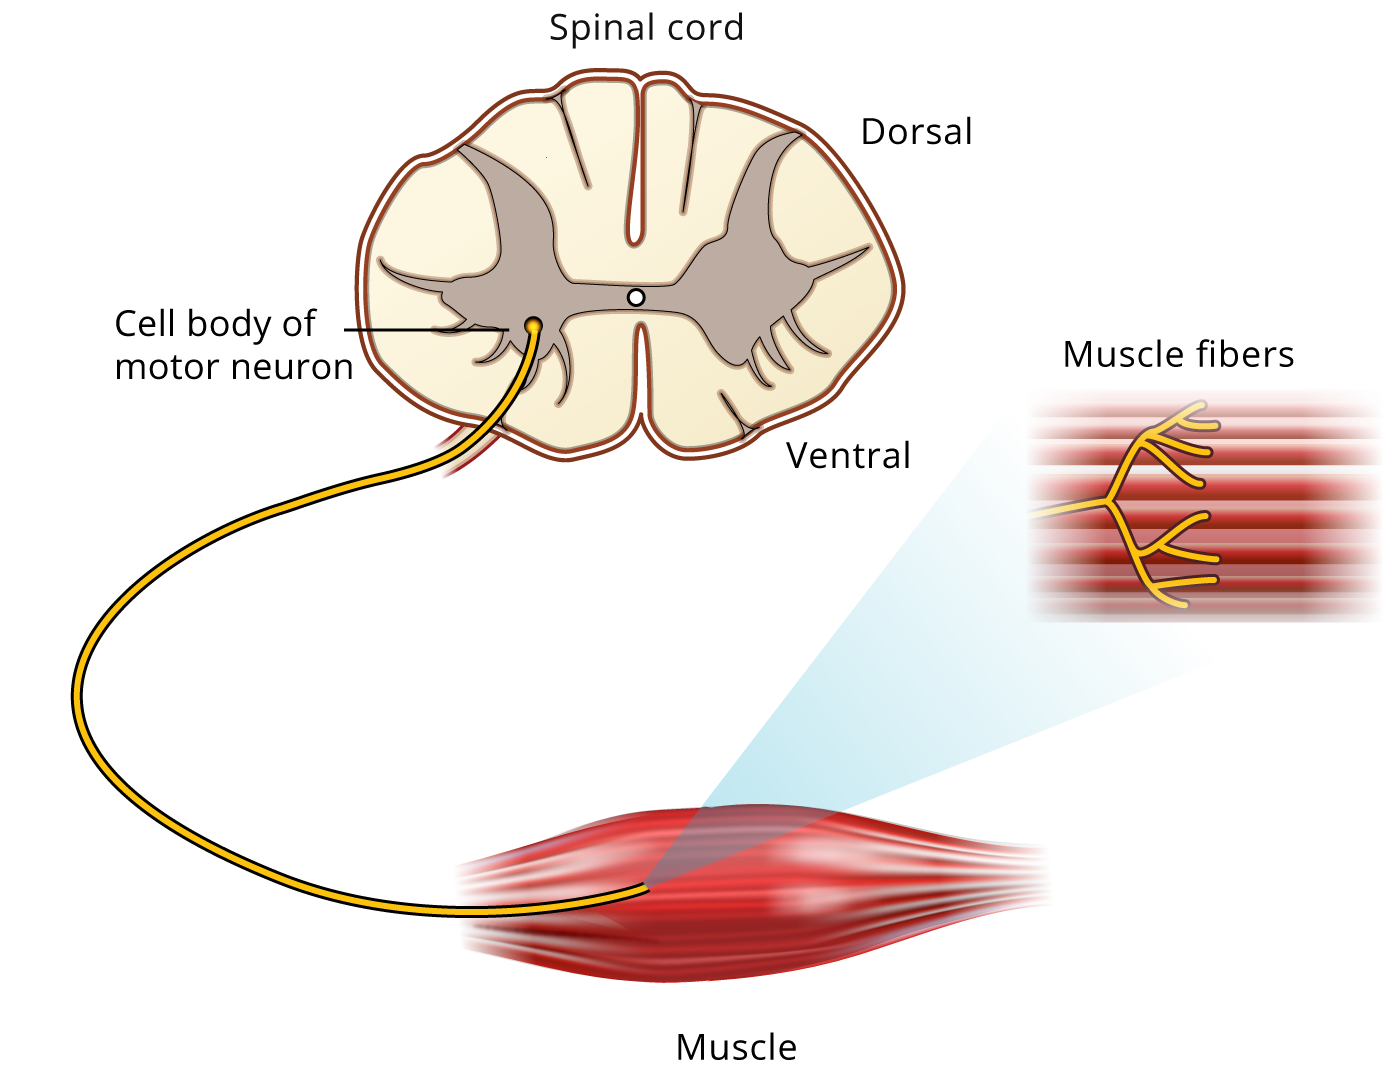 Spinal cord
Dorsal
Cell body of
motor neuron
Muscle fibers
Ventral
Muscle